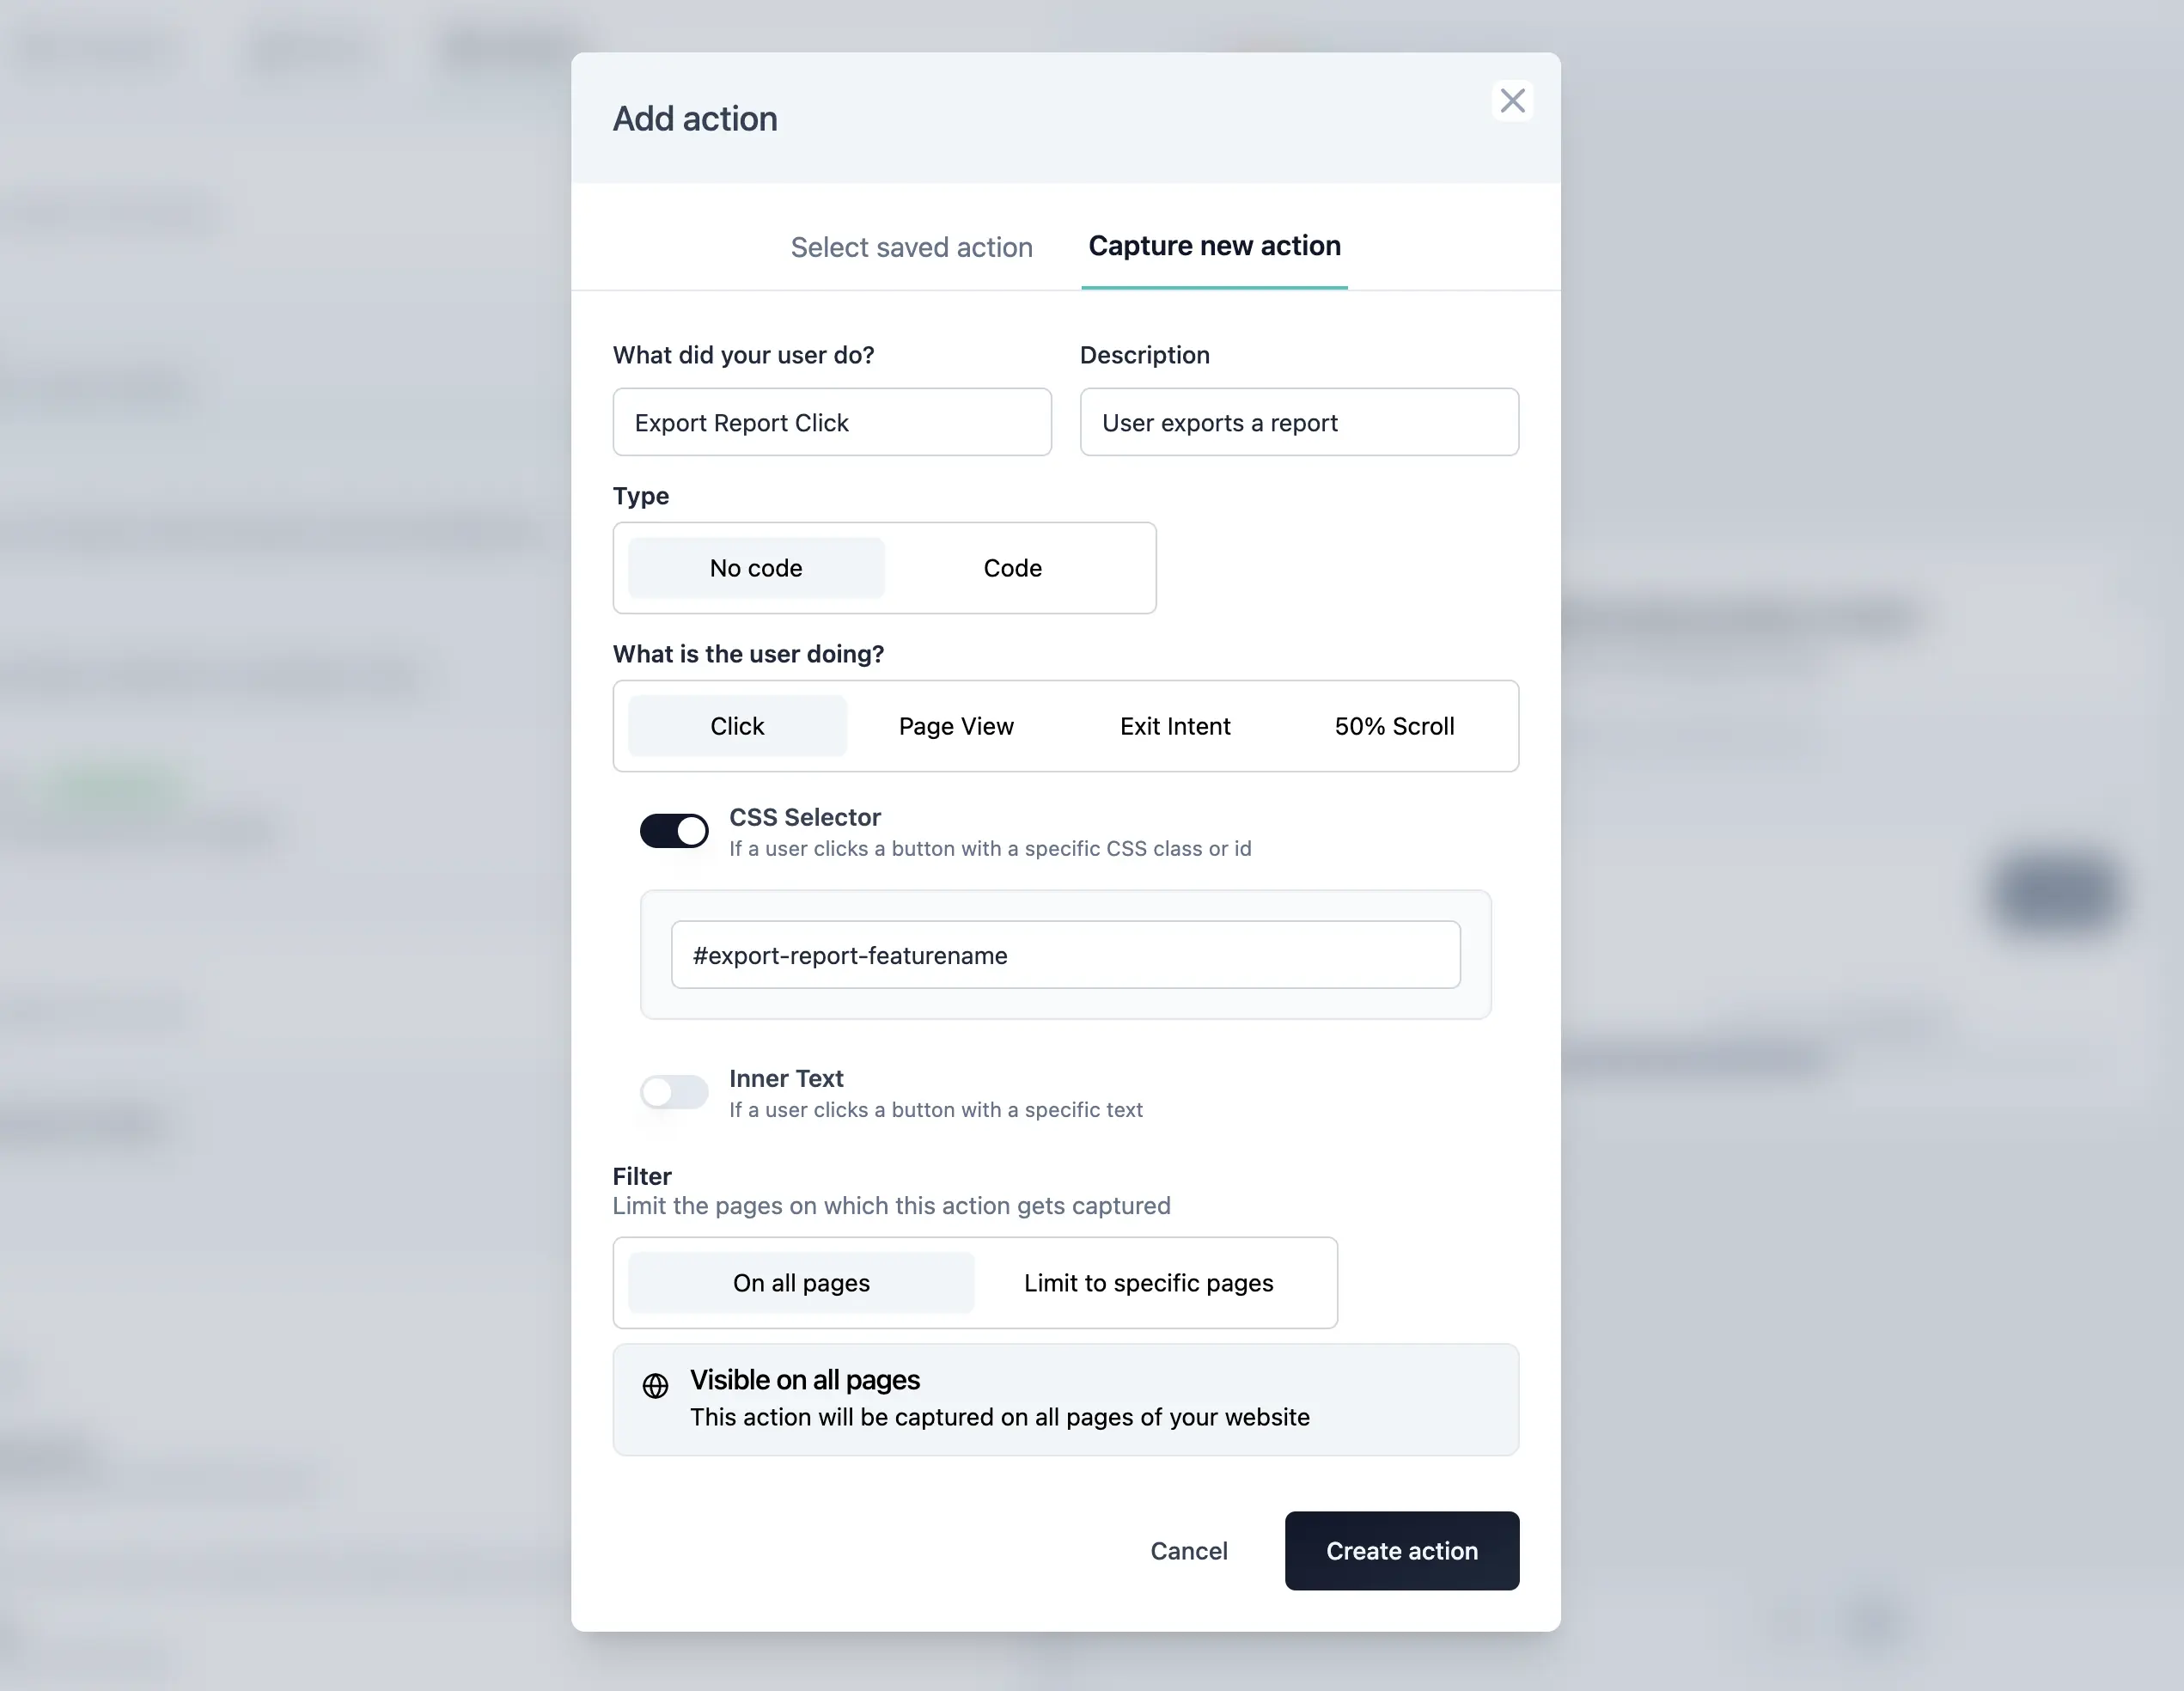 Add action
Select saved action
Capture new action
What did your user do?
Description
Export Report Click
User exports a report
Type
No code
Code
What is the user doing?
Click
Page View
Exit Intent
50% Scroll
CSS Selector
If a user clicks a button with a specific CSS class or id
#export-report-featurename
Inner Text
If a user clicks a button with a specific text
Filter
Limit the pages on which this action gets captured
On all pages
Limit to specific pages
Visible on all pages
This action will be captured on all pages of your website
Cancel
Create action